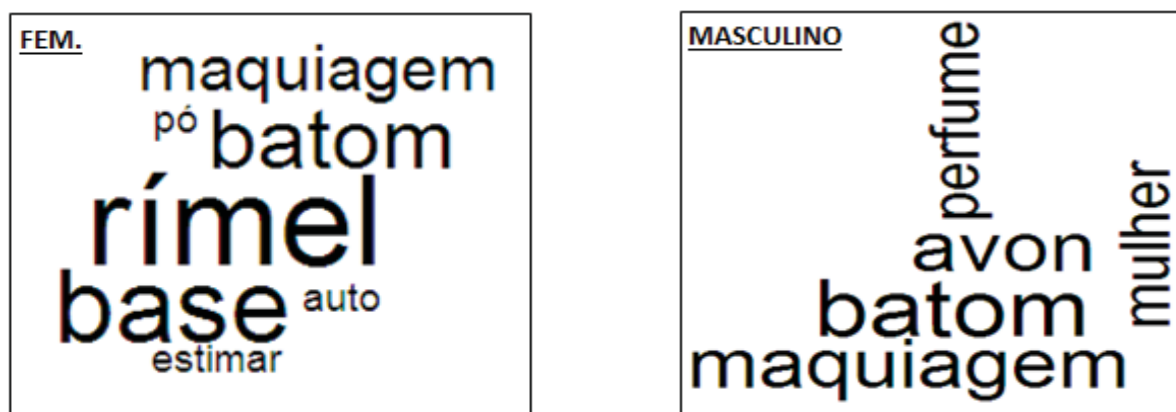 FEM.
maquiagem
pó batom
rímel
base auto
estimar
MASCULINO
perfume
mulher
avon
batom
maquiagem